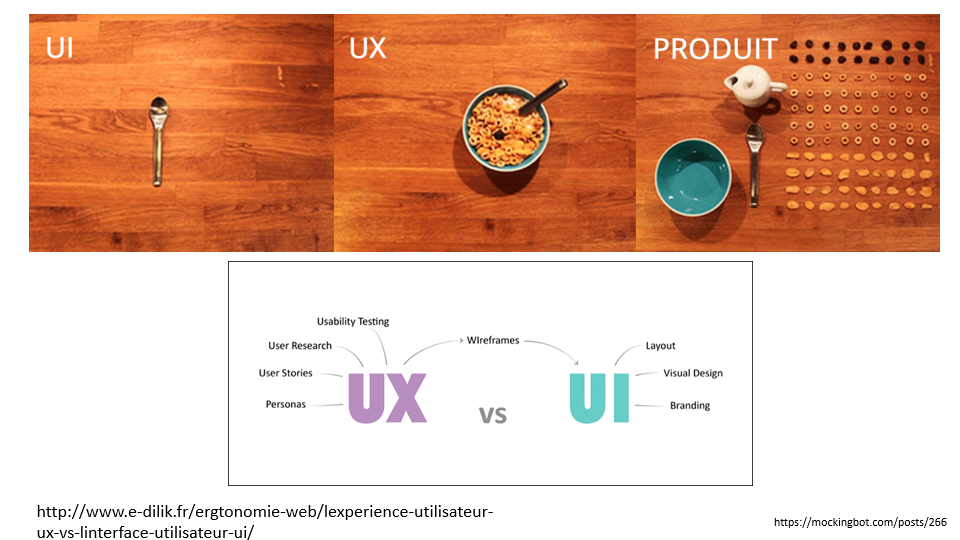 UI
UX
PRODUIT
Usability Testing
User Research
User Stories
Personas
UX
WIreframes
vs
UI
Layout
Visual Design
Branding
http://www.e-dilik.fr/ergtonomie-web/lexperience-utilisateur-
ux-vs-linterface-utilisateur-ui/
https://mockingbot.com/posts/266